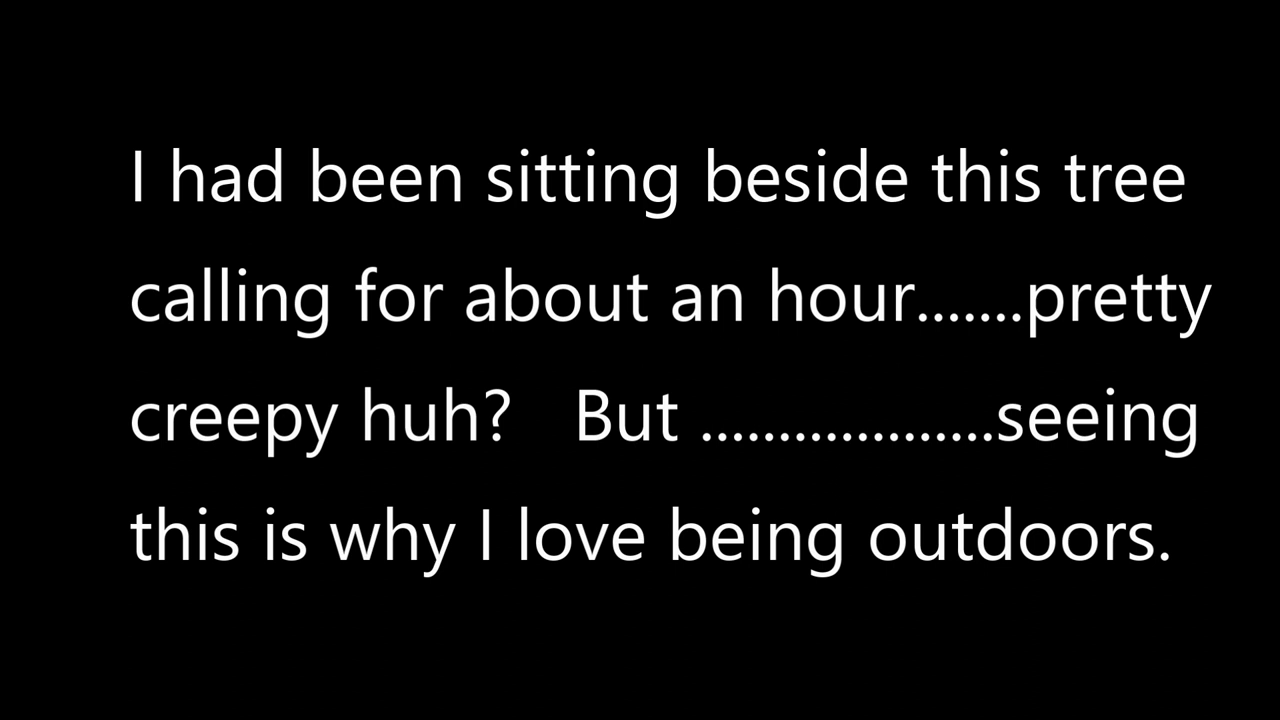 I had been sitting beside this tree
calling for about an hour.......pretty
creepy huh?   But ...................seeing
this is why I love being outdoors.